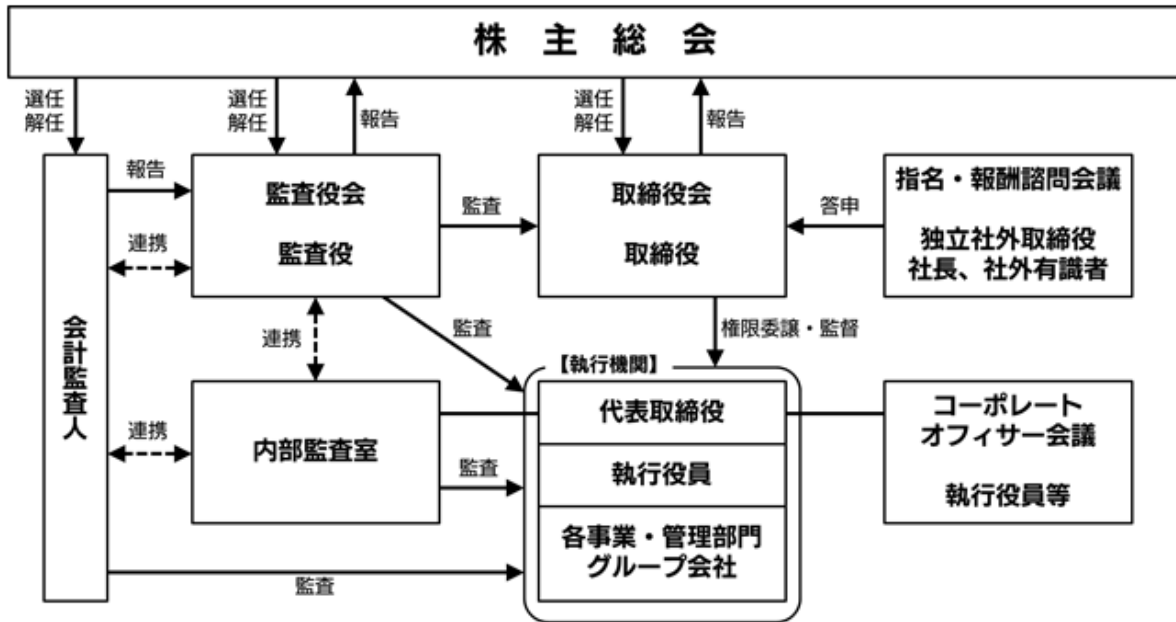 株主総会
選任
解任
選任
解任
報告
選任
解任
報告
報告
監査役会
監査役
監査
取締役会
取締役
答申
指名・報酬諮問会議
独立社外取締役
社長、社外有識者
連携
会計監査人
連携
監査
権限委譲・監督
【執行機関】
連携
内部監査室
監査
代表取締役
執行役員
各事業・管理部門
グループ会社
コーポレート
オフィサー会議
執行役員等
監査